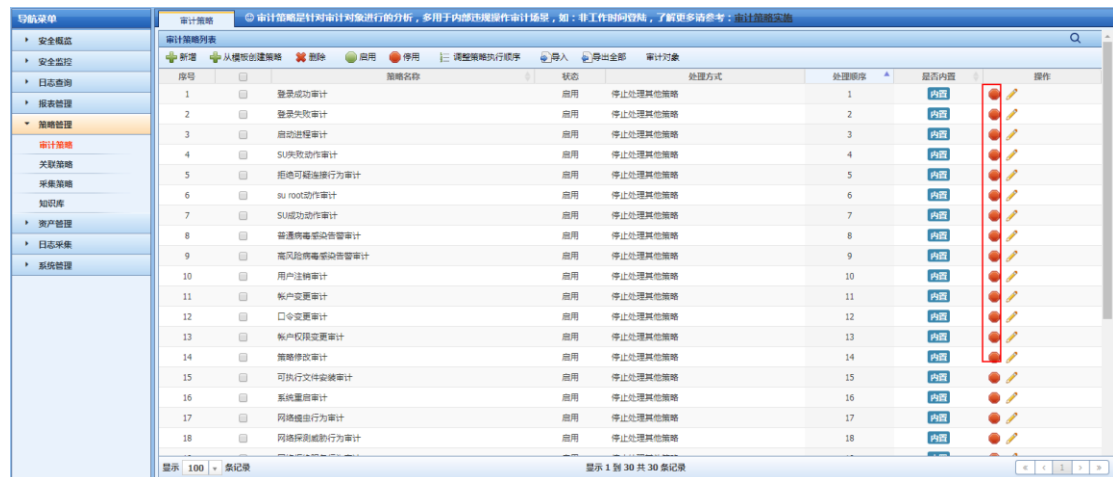 导航菜单
审计策略 审计策略是针对审计对象进行的分析，多用于内部违规操作审计场景，如：非工作时间登陆，了解更多请参考：审计策略实施
安全概览
安全监控
日志查询
报表管理
策略管理
审计策略
关联策略
采集策略
知识库
资产管理
日志采集
系统管理
审计策略列表
新增 从模板创建策略 删除 启用 停用 调整策略执行顺序 导入 导出全部 审计对象
序号 策略名称 状态 处理方式 处理顺序 是否内置 操作
1 登录成功审计 启用 停止处理其他策略 1 内置
2 登录失败审计 启用 停止处理其他策略 2 内置
3 启动进程审计 启用 停止处理其他策略 3 内置
4 SU失败动作审计 启用 停止处理其他策略 4 内置
5 拒绝可疑连接行为审计 启用 停止处理其他策略 5 内置
6 su root动作审计 启用 停止处理其他策略 6 内置
7 SU成功动作审计 启用 停止处理其他策略 7 内置
8 普通病毒感染告警审计 启用 停止处理其他策略 8 内置
9 高风险病毒感染告警审计 启用 停止处理其他策略 9 内置
10 用户注销审计 启用 停止处理其他策略 10 内置
11 帐户变更审计 启用 停止处理其他策略 11 内置
12 口令变更审计 启用 停止处理其他策略 12 内置
13 帐户权限变更审计 启用 停止处理其他策略 13 内置
14 策略修改审计 启用 停止处理其他策略 14 内置
15 可执行文件安装审计 启用 停止处理其他策略 15 内置
16 系统重启审计 启用 停止处理其他策略 16 内置
17 网络蠕虫行为审计 启用 停止处理其他策略 17 内置
18 网络探测威胁行为审计 启用 停止处理其他策略 18 内置
显示 100 条记录 显示 1 到 30 共 30 条记录 1